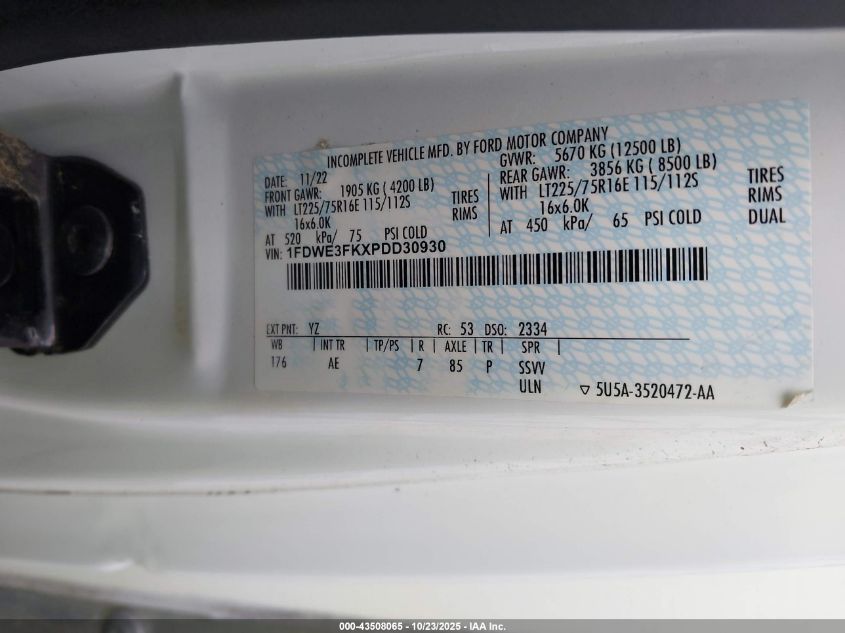 INCOMPLETE VEHICLE MFD. BY FORD MOTOR COMPANY
DATE: 11/22 GVWR: 5670 KG (12500 LB)
FRONT GAWR: 1905 KG ( 4200 LB) REAR GAWR: 3856 KG ( 8500 LB)
WITH LT225/75R16E 115/112S TIRES WITH LT225/75R16E 115/112S TIRES
16x6.0K RIMS 16x6.0K RIMS
AT 520 kPa/ 75 PSI COLD AT 450 kPa/ 65 PSI COLD DUAL
VIN: 1FDWE3FKXPDD30930
EXT PNT: YZ RC: 53 DSO: 2334
WB | INT TR | TP/PS | R | AXLE | TR | SPR |
176 AE 7 85 P SSVV
ULN ▽ 5U5A-3520472-AA
000-43508065 - 10/23/2025 - IAA Inc.